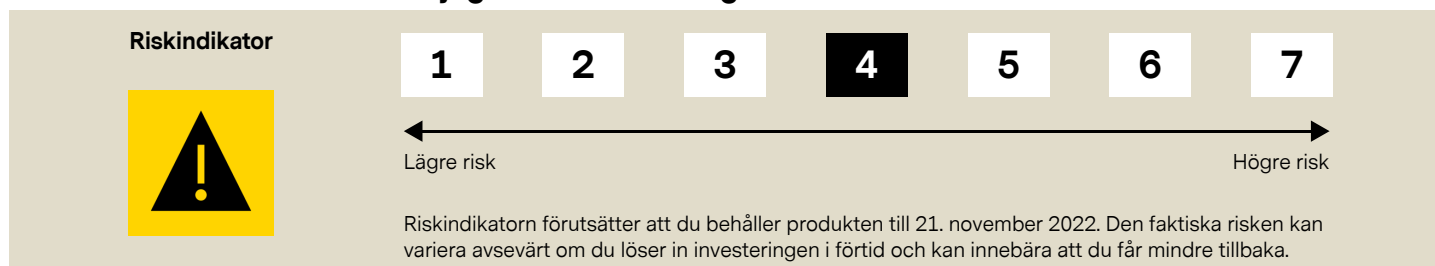 Riskindikator
1 2 3 4 5 6 7
Lägre risk Högre risk
Riskindikatorn förutsätter att du behåller produkten till 21. november 2022. Den faktiska risken kan
variera avsevärt om du löser in investeringen i förtid och kan innebära att du får mindre tillbaka.